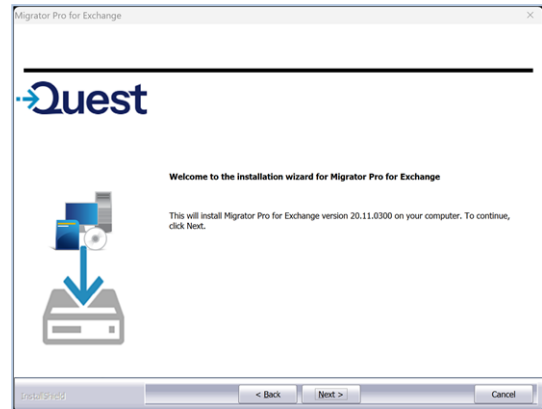 Migrator Pro for Exchange
Quest
Welcome to the installation wizard for Migrator Pro for Exchange
This will install Migrator Pro for Exchange version 20.11.0300 on your computer. To continue,
click Next.
InstallShield
< Back
Next >
Cancel